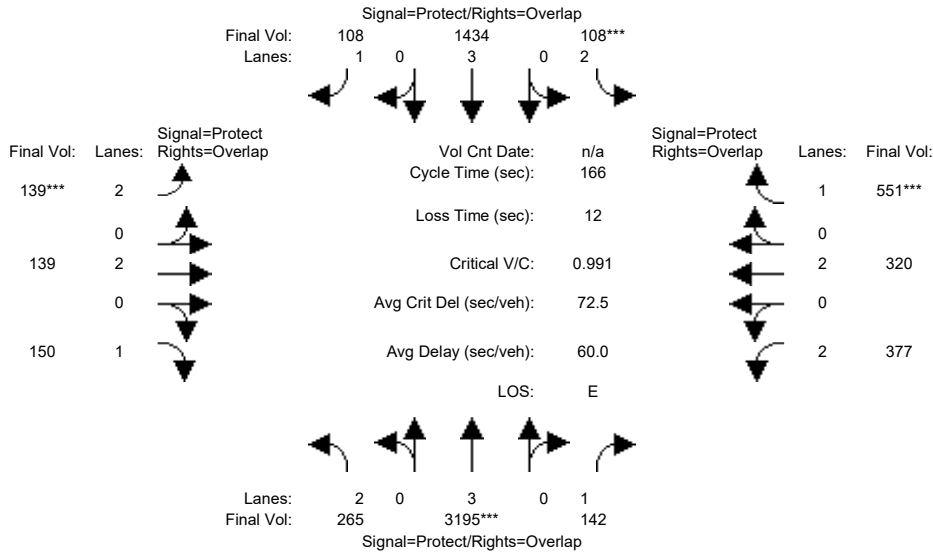 Signal=Protect/Rights=Overlap
Final Vol: 108 1434 108***
Lanes: 1 0 3 0 2
Signal=Protect Signal=Protect
Final Vol: Lanes: Rights=Overlap Vol Cnt Date: n/a Rights=Overlap Lanes: Final Vol:
Cycle Time (sec): 166
139*** 2 1 551***
Loss Time (sec): 12
0 0
139 2 Critical V/C: 0.991 2 320
0 Avg Crit Del (sec/veh): 72.5 0
150 1 Avg Delay (sec/veh): 60.0 2 377
LOS: E
Lanes: 2 0 3 0 1
Final Vol: 265 3195*** 142
Signal=Protect/Rights=Overlap